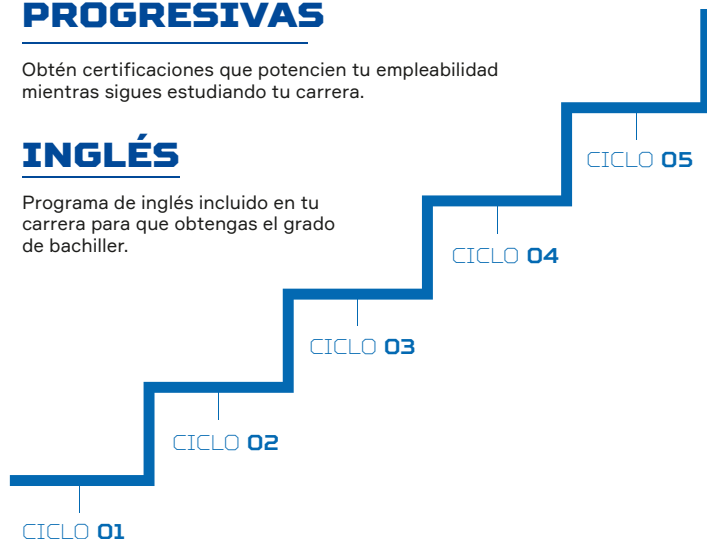 PROGRESIVAS
Obtén certificaciones que potencien tu empleabilidad
mientras sigues estudiando tu carrera.
INGLÉS
Programa de inglés incluido en tu
carrera para que obtengas el grado
de bachiller.
CICLO 05
CICLO 04
CICLO 03
CICLO 02
CICLO 01